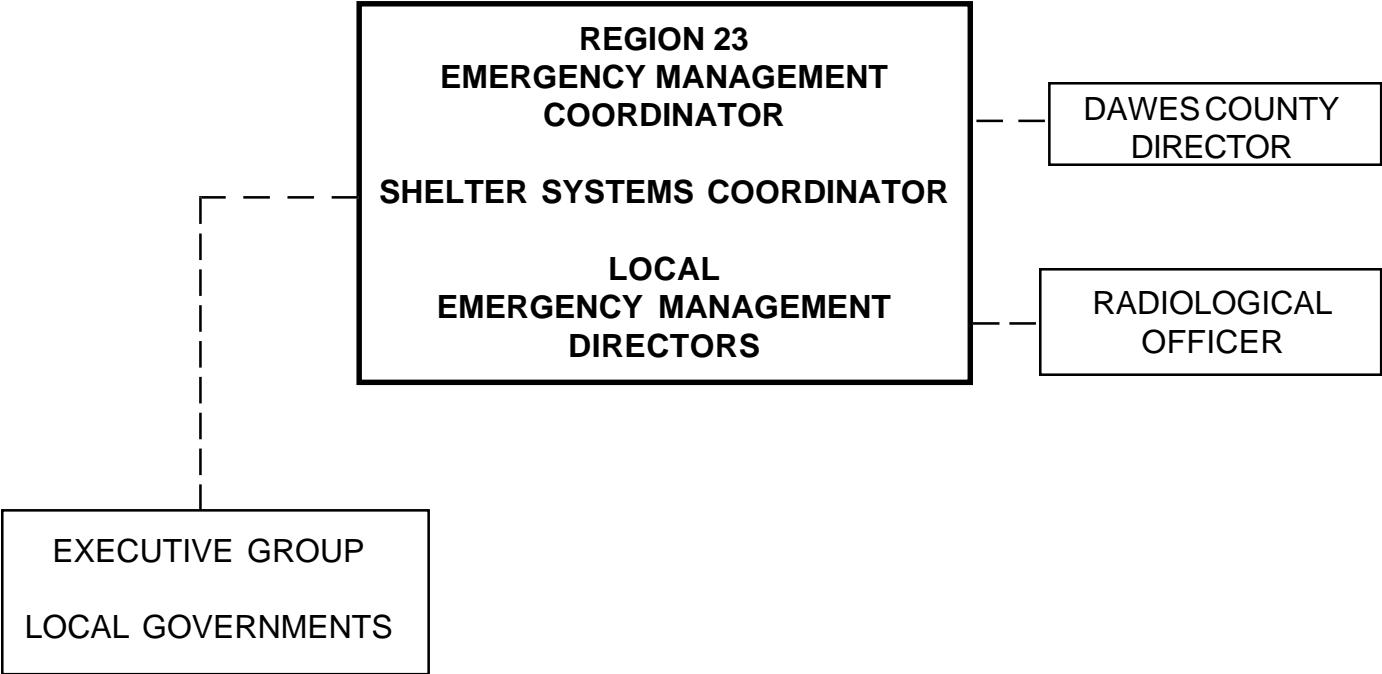 REGION 23
EMERGENCY MANAGEMENT
COORDINATOR
SHELTER SYSTEMS COORDINATOR
LOCAL
EMERGENCY MANAGEMENT
DIRECTORS
DAWES COUNTY
DIRECTOR
RADIOLOGICAL
OFFICER
EXECUTIVE GROUP
LOCAL GOVERNMENTS